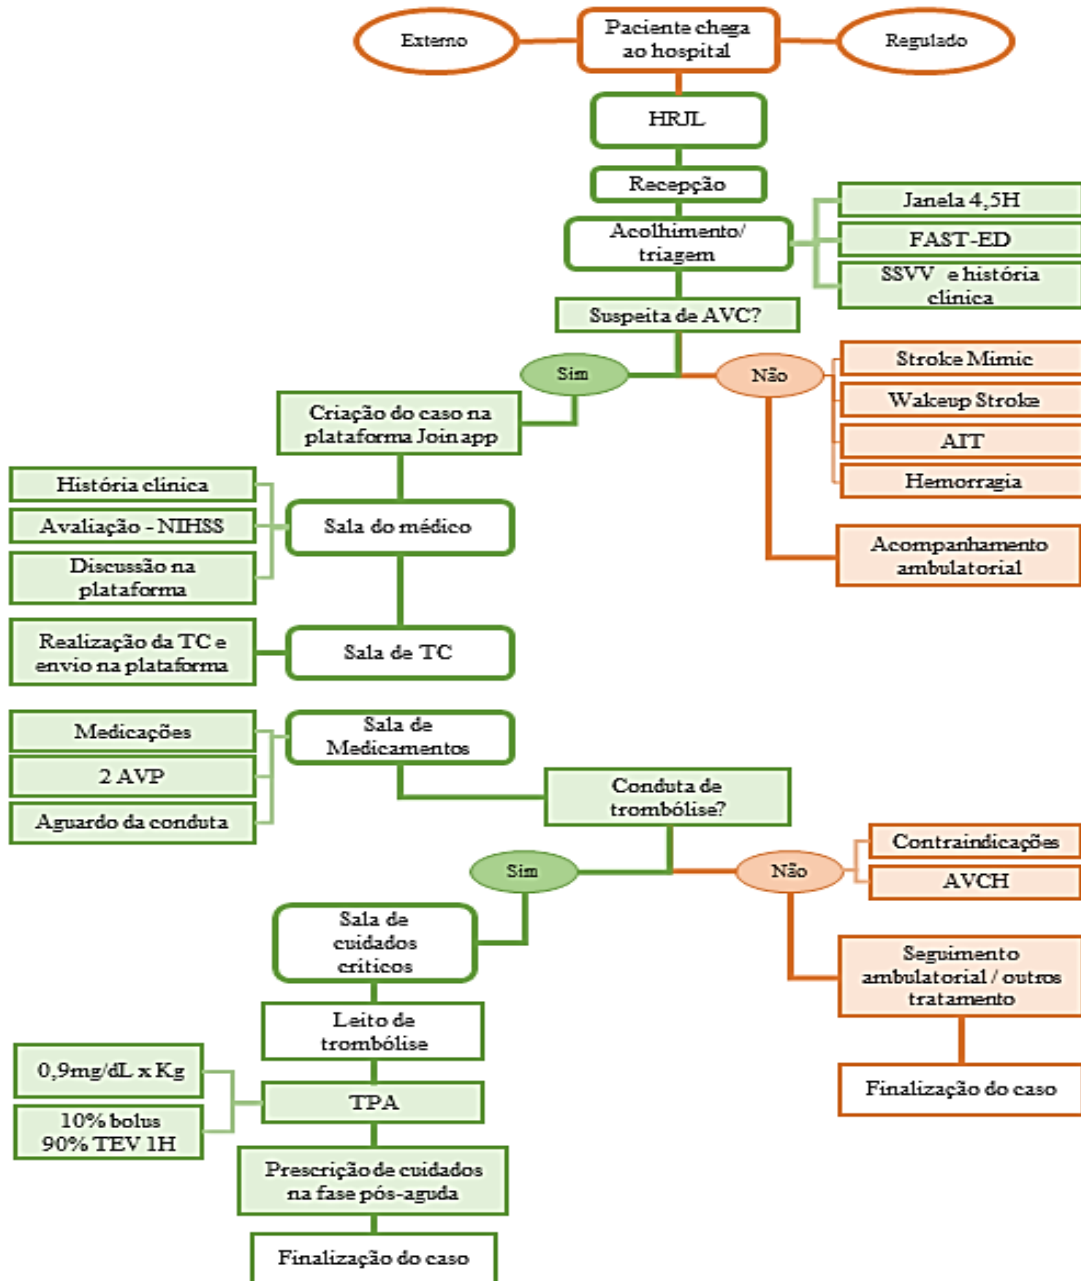 Externo
Paciente chega
ao hospital
Regulado
HRJL
Recepção
Acolhimento/
triagem
Janela 4,5H
FAST-ED
SSVV e história
clínica
Suspeita de AVC?
Sim
Não
Stroke Mimic
Wakeup Stroke
AIT
Hemorragia
Acompanhamento
ambulatorial
Criação do caso na
plataforma Join app
História clínica
Avaliação - NIHSS
Discussão na
plataforma
Sala do médico
Realização da TC e
envio na plataforma
Sala de TC
Medicações
2 AVP
Aguardo da conduta
Sala de
Medicamentos
Conduta de
trombólise?
Sim
Não
Contraindicações
AVCH
Seguimento
ambulatorial / outros
tratamento
Finalização do caso
Sala de
cuidados
críticos
Leito de
trombólise
0,9mg/dL x Kg
10% bolus
90% TEV 1H
TPA
Prescrição de cuidados
na fase pós-aguda
Finalização do caso